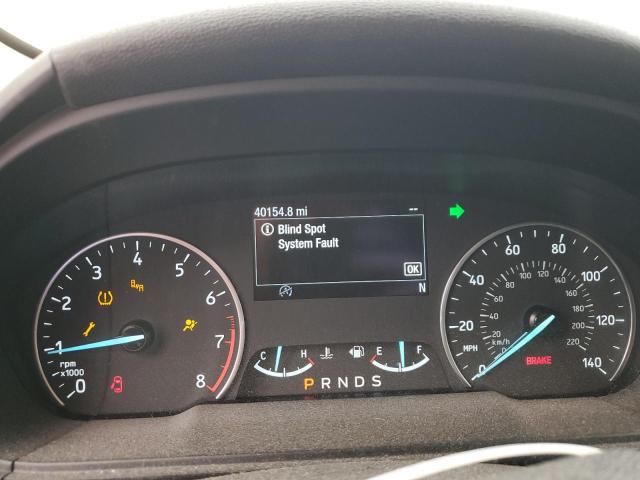 40154.8 mi --
Blind Spot
System Fault
OK
N
0 1 2 3 4 5 6 7 8
rpm
x1000
C H E F
P R N D S
0 20 40 60 80 100 120 140
MPH
0 20 40 60 80 100 120 140 160 180 200 220
km/h
BRAKE